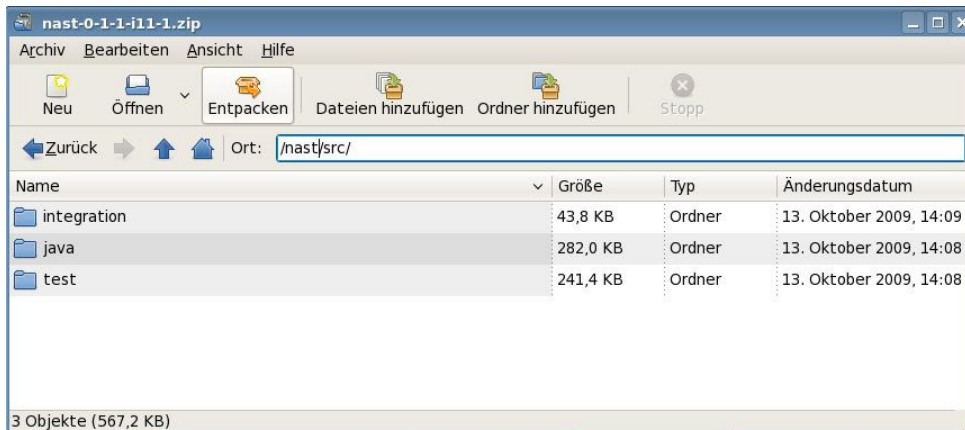 nast-0-1-1-i11-1.zip
Archiv Bearbeiten Ansicht Hilfe
Neu Öffnen Entpacken Dateien hinzufügen Ordner hinzufügen Stopp
Zurück Ort: /nast/src/
Name Größe Typ Änderungsdatum
integration 43,8 KB Ordner 13. Oktober 2009, 14:09
java 282,0 KB Ordner 13. Oktober 2009, 14:08
test 241,4 KB Ordner 13. Oktober 2009, 14:08
3 Objekte (567,2 KB)